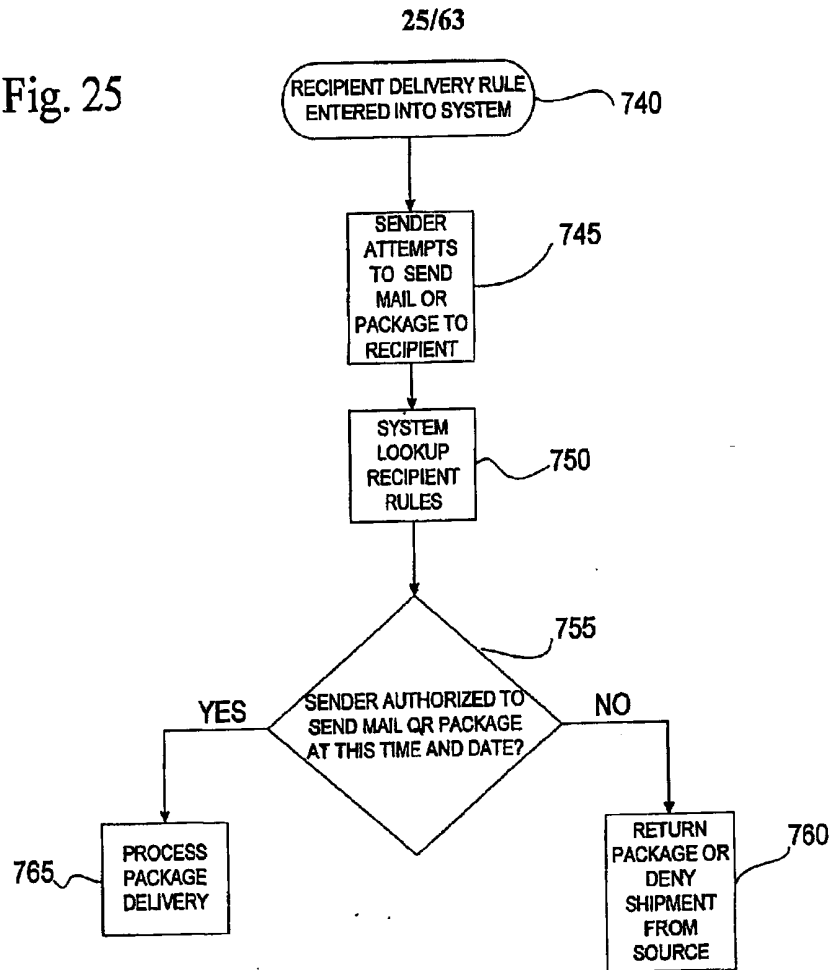 25/63
Fig. 25
RECIPIENT DELIVERY RULE
ENTERED INTO SYSTEM
740
SENDER
ATTEMPTS
TO SEND
MAIL OR
PACKAGE TO
RECIPIENT
745
SYSTEM
LOOKUP
RECIPIENT
RULES
750
755
SENDER AUTHORIZED TO
SEND MAIL OR PACKAGE
AT THIS TIME AND DATE?
YES
NO
765
PROCESS
PACKAGE
DELIVERY
RETURN
PACKAGE OR
DENY
SHIPMENT
FROM
SOURCE
760